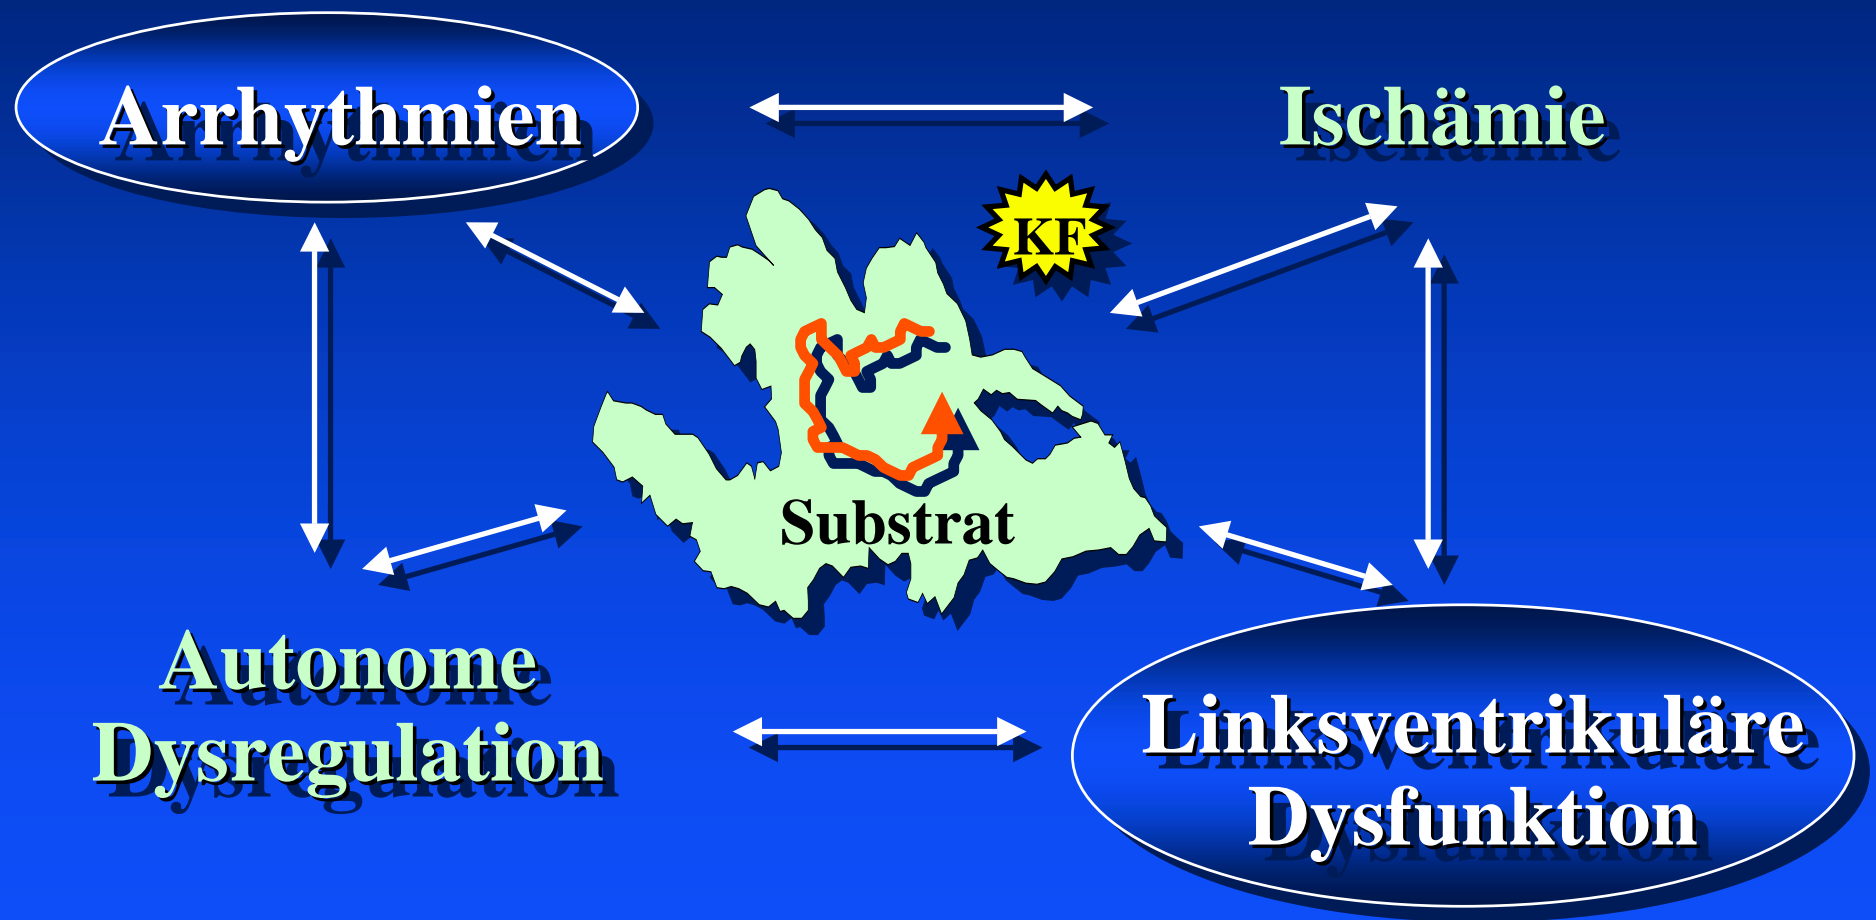 Arrhythmien
Ischämie
KF
Substrat
Autonome
Dysregulation
Linksventrikuläre
Dysfunktion